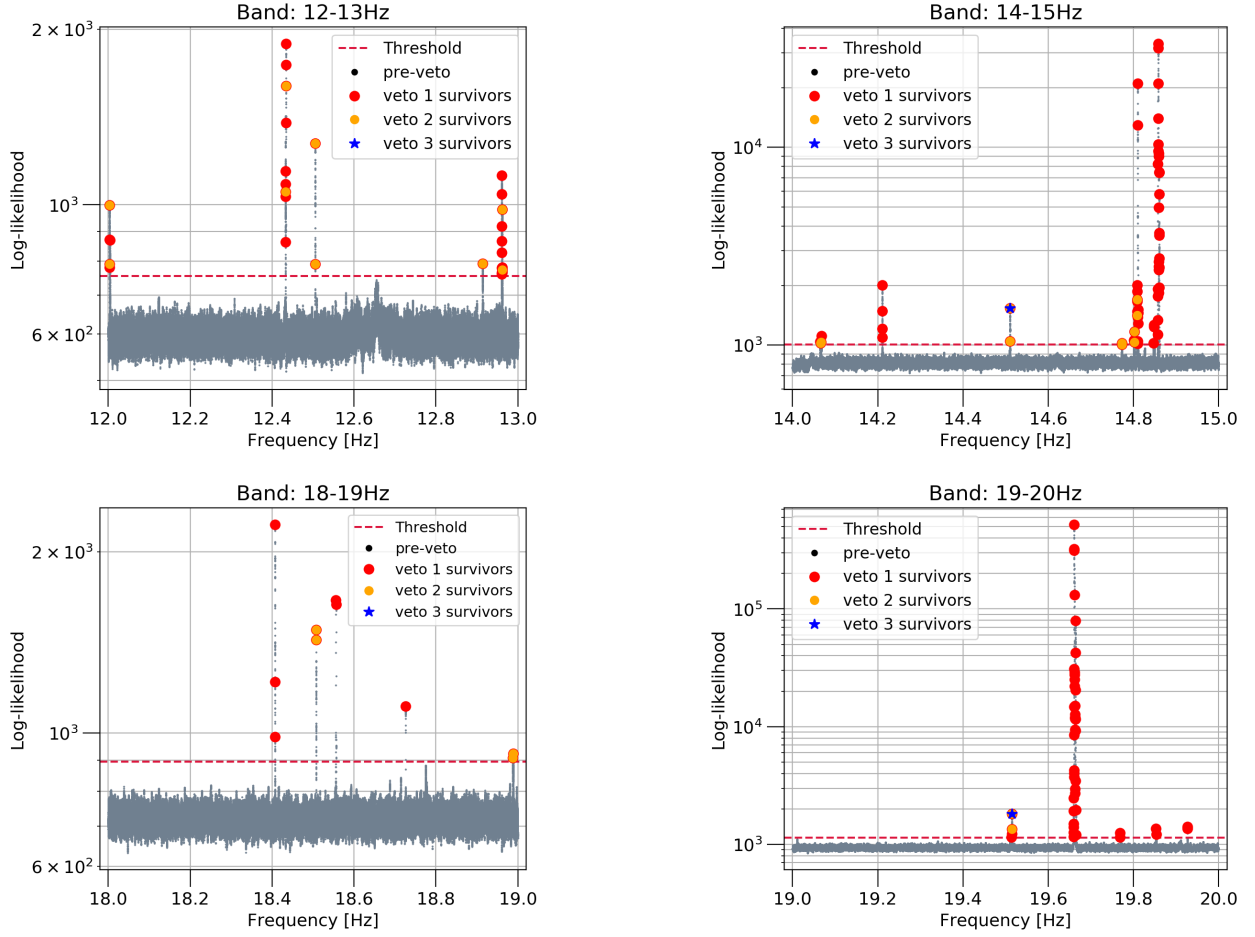 Band: 12-13Hz
2 × 10³
10³
6 × 10²
Log-likelihood
Threshold
pre-veto
veto 1 survivors
veto 2 survivors
veto 3 survivors
12.0 12.2 12.4 12.6 12.8 13.0
Frequency [Hz]
Band: 14-15Hz
10⁴
10³
Log-likelihood
Threshold
pre-veto
veto 1 survivors
veto 2 survivors
veto 3 survivors
14.0 14.2 14.4 14.6 14.8 15.0
Frequency [Hz]
Band: 18-19Hz
2 × 10³
10³
6 × 10²
Log-likelihood
Threshold
pre-veto
veto 1 survivors
veto 2 survivors
veto 3 survivors
18.0 18.2 18.4 18.6 18.8 19.0
Frequency [Hz]
Band: 19-20Hz
10⁵
10⁴
10³
Log-likelihood
Threshold
pre-veto
veto 1 survivors
veto 2 survivors
veto 3 survivors
19.0 19.2 19.4 19.6 19.8 20.0
Frequency [Hz]